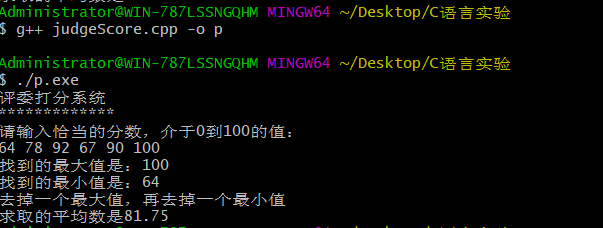 Administrator@WIN-787LSSNGQHM MINGW64 ~/Desktop/C语言实验
$ g++ judgeScore.cpp -o p
Administrator@WIN-787LSSNGQHM MINGW64 ~/Desktop/C语言实验
$ ./p.exe
评委打分系统
*************
请输入恰当的分数，介于0到100的值：
64 78 92 67 90 100
找到的最大值是：100
找到的最小值是：64
去掉一个最大值，再去掉一个最小值
求取的平均数是81.75